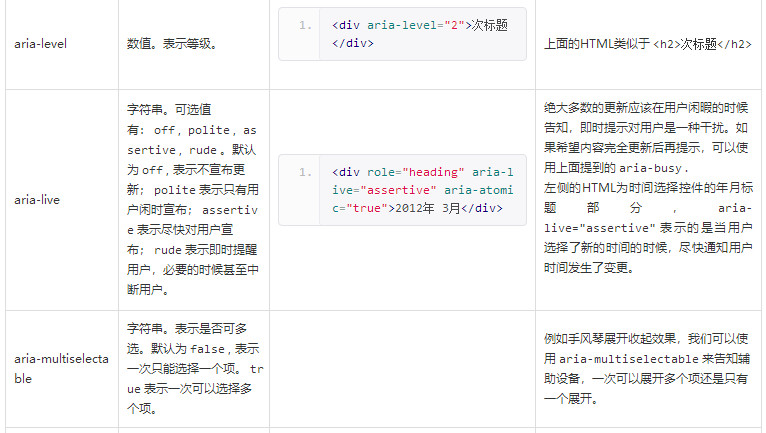 aria-level
数值。表示等级。
1. <div aria-level="2">次标题
</div>
上面的HTML类似于 <h2>次标题</h2>
aria-live
字符串。可选值
有: off, polite, as
sertive, rude。默认
为 off, 表示不宣布更
新; polite 表示只有用
户闲时宣布; assertiv
e 表示尽快对用户宣
布; rude 表示即时提醒
用户，必要的时候甚至中
断用户。
1. <div role="heading" aria-l
ive="assertive" aria-atomi
c="true">2012年 3月</div>
绝大多数的更新应该在用户闲暇的时候
告知，即时提示对用户是一种干扰。如
果希望内容完全更新后再提示，可以使
用上面提到的 aria-busy.
左侧的HTML为时间选择控件的年月标
题部分，aria-
live="assertive" 表示的是当用户
选择了新的时间的时候，尽快通知用户
时间发生了变更。
aria-multiselecta
ble
字符串。表示是否可多
选。默认为 false, 表示
一次只能选择一个项。 tr
ue 表示一次可以选择多
个项。
例如手风琴展开收起效果，我们可以使
用 aria-multiselectable 来告知辅
助设备，一次可以展开多个项还是只有
一个展开。